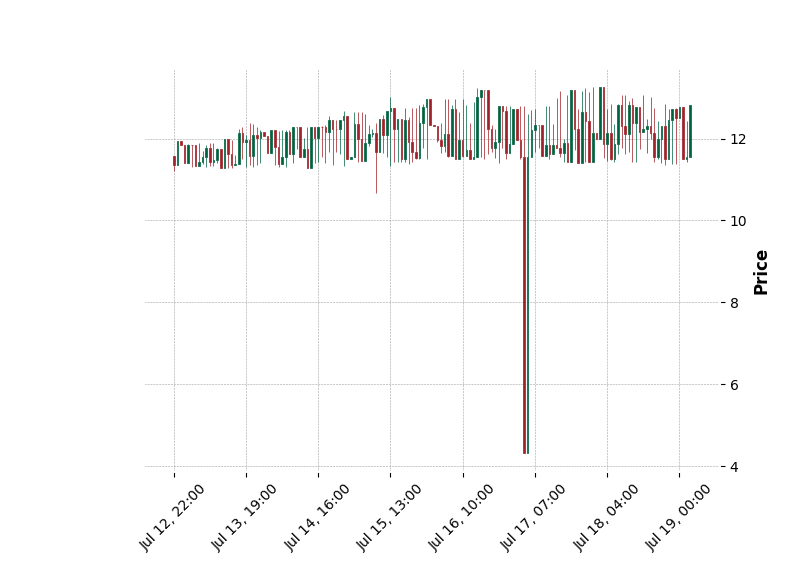 12
10
8
6
4
Price
Jul 12, 22:00
Jul 13, 19:00
Jul 14, 16:00
Jul 15, 13:00
Jul 16, 10:00
Jul 17, 07:00
Jul 18, 04:00
Jul 19, 00:00